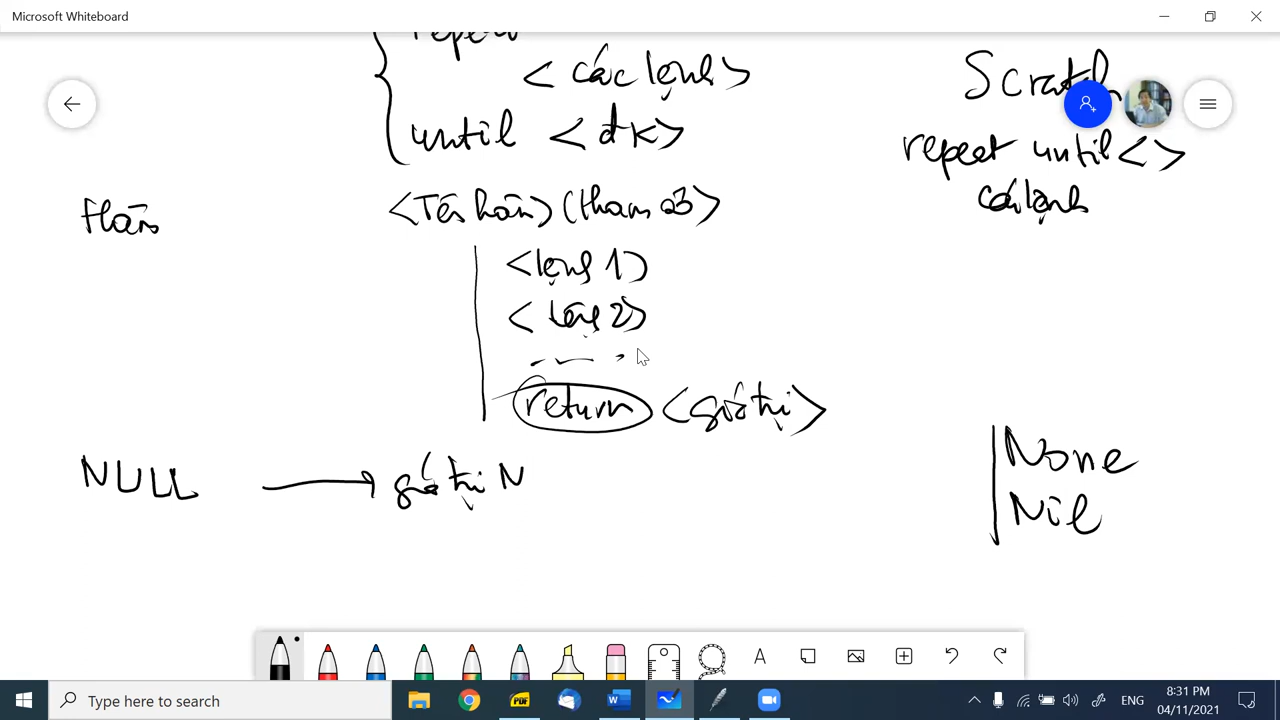 Microsoft Whiteboard
repeat
< các lệnh >
until < đk >
Scratch
repeat until < >
các lệnh
Hàm
<Tên hàm> (tham số>
<lệnh 1>
<lệnh 2>
return <giá trị>
NULL → giá trị N
None
Nil
Type here to search
ENG
8:31 PM
04/11/2021